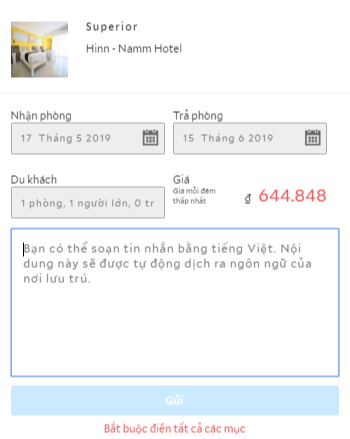 Superior
Hinn - Namm Hotel
Nhận phòng
Trả phòng
17 Tháng 5 2019
15 Tháng 6 2019
Du khách
Giá
Giá mỗi đêm
thấp nhất
₫ 644.848
1 phòng, 1 người lớn, 0 tr
Bạn có thể soạn tin nhắn bằng tiếng Việt. Nội
dung này sẽ được tự động dịch ra ngôn ngữ của
nơi lưu trú.
Gửi
Bắt buộc điền tất cả các mục